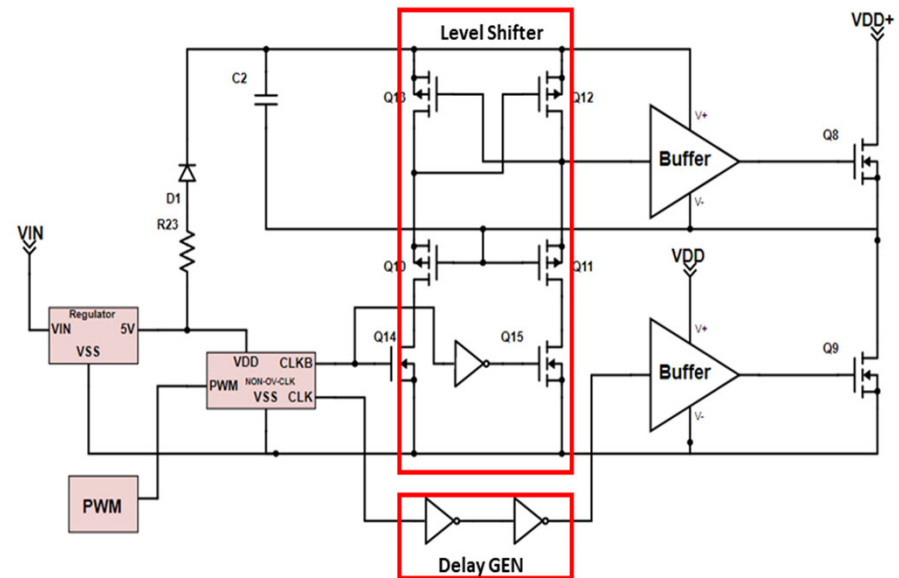 Level Shifter
VDD+
C2
Q13
Q12
V+
Q8
Buffer
D1
V-
R23
VIN
VDD
Q10
Q11
Regulator
VIN
5V
VSS
Q14
Q15
V+
Q9
VDD
CLKB
Buffer
PWM
NON-OV-CLK
VSS
CLK
V-
PWM
Delay GEN